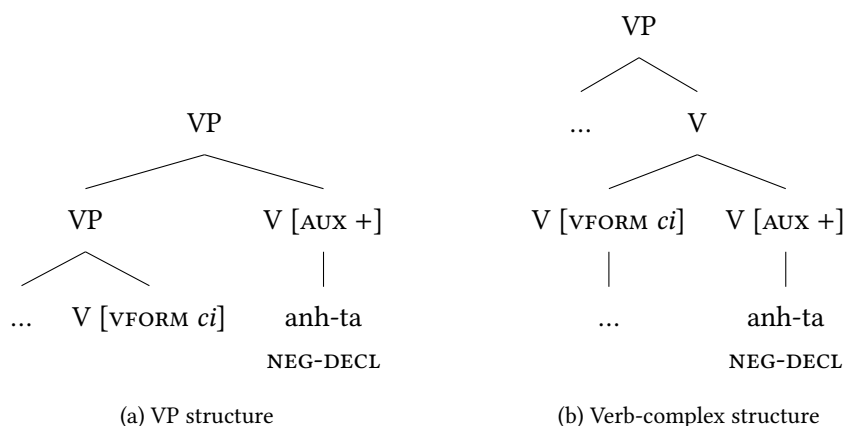 VP
VP
... V
VP V [AUX +] V [VFORM ci] V [AUX +]
... V [VFORM ci] anh-ta ... anh-ta
NEG-DECL NEG-DECL
(a) VP structure (b) Verb-complex structure